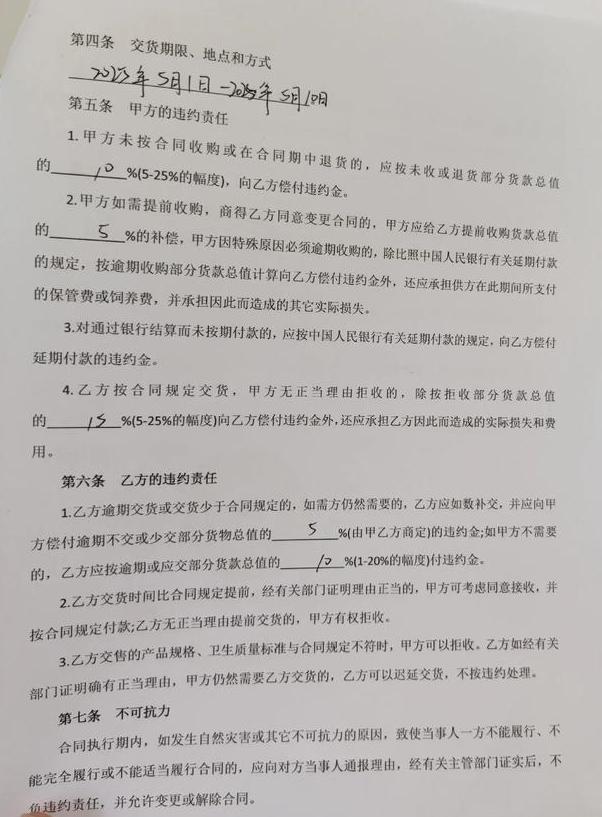 第四条 交货期限、地点和方式
2023年5月1日-2023年5月10日
第五条 甲方的违约责任
1.甲方未按合同收购或在合同期中退货的，应按未收或退货部分货款总值
的 10 %(5-25%的幅度)，向乙方偿付违约金。
2.甲方如需提前收购，商得乙方同意变更合同的，甲方应给乙方提前收购货款总值
的 5 %的补偿，甲方因特殊原因必须逾期收购的，除比照中国人民银行有关延期付款
的规定，按逾期收购部分货款总值计算向乙方偿付违约金外，还应承担供方在此期间所支付
的保管费或饲养费，并承担因此而造成的其它实际损失。
3.对通过银行结算而未按期付款的，应按中国人民银行有关延期付款的规定，向乙方偿付
延期付款的违约金。
4.乙方按合同规定交货，甲方无正当理由拒收的，除按拒收部分货款总值
的 15 %(5-25%的幅度)向乙方偿付违约金外，还应承担乙方因此而造成的实际损失和费
用。
第六条 乙方的违约责任
1.乙方逾期交货或交货少于合同规定的，如需方仍然需要的，乙方应如数补交，并应向甲
方偿付逾期不交或少交部分货物总值的 5 %(由甲乙方商定)的违约金;如甲方不需要
的，乙方应按逾期或应交部分货款总值的 10 %(1-20%的幅度)付违约金。
2.乙方交货时间比合同规定提前，经有关部门证明理由正当的，甲方可考虑同意接收，并
按合同规定付款;乙方无正当理由提前交货的，甲方有权拒收。
3.乙方交售的产品规格、卫生质量标准与合同规定不符时，甲方可以拒收。乙方如经有关
部门证明确有正当理由，甲方仍然需要乙方交货的，乙方可以迟延交货，不按违约处理。
第七条 不可抗力
合同执行期内，如发生自然灾害或其它不可抗力的原因，致使当事人一方不能履行、不
能完全履行或不能适当履行合同的，应向对方当事人通报理由，经有关主管部门证实后，不
负违约责任，并允许变更或解除合同。